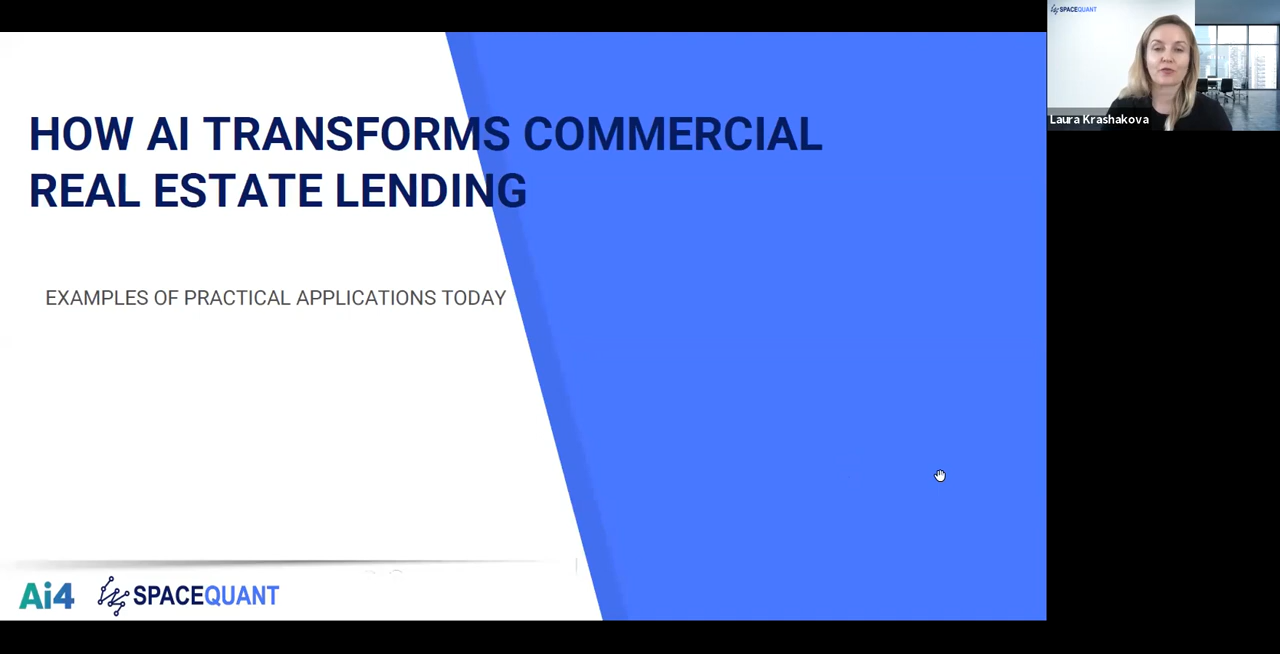 HOW AI TRANSFORMS COMMERCIAL
REAL ESTATE LENDING
EXAMPLES OF PRACTICAL APPLICATIONS TODAY
Ai4
SPACEQUANT
SPACEQUANT
Laura Krashakova